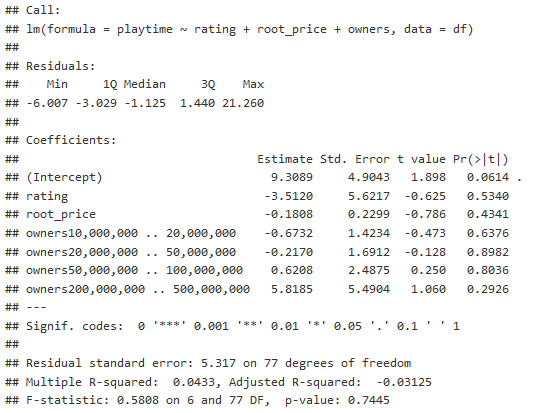 ## Call:
## lm(formula = playtime ~ rating + root_price + owners, data = df)
##
## Residuals:
##    Min     1Q Median     3Q    Max
## -6.007 -3.029 -1.125  1.440 21.260
##
## Coefficients:
##                                   Estimate Std. Error t value Pr(>|t|)
## (Intercept)                         9.3089     4.9043   1.898   0.0614 .
## rating                             -3.5120     5.6217  -0.625   0.5340
## root_price                         -0.1808     0.2299  -0.786   0.4341
## owners10,000,000 .. 20,000,000     -0.6732     1.4234  -0.473   0.6376
## owners20,000,000 .. 50,000,000     -0.2170     1.6912  -0.128   0.8982
## owners50,000,000 .. 100,000,000     0.6208     2.4875   0.250   0.8036
## owners200,000,000 .. 500,000,000    5.8185     5.4904   1.060   0.2926
## ---
## Signif. codes:  0 '***' 0.001 '**' 0.01 '*' 0.05 '.' 0.1 ' ' 1
##
## Residual standard error: 5.317 on 77 degrees of freedom
## Multiple R-squared:  0.0433, Adjusted R-squared:  -0.03125
## F-statistic: 0.5808 on 6 and 77 DF,  p-value: 0.7445